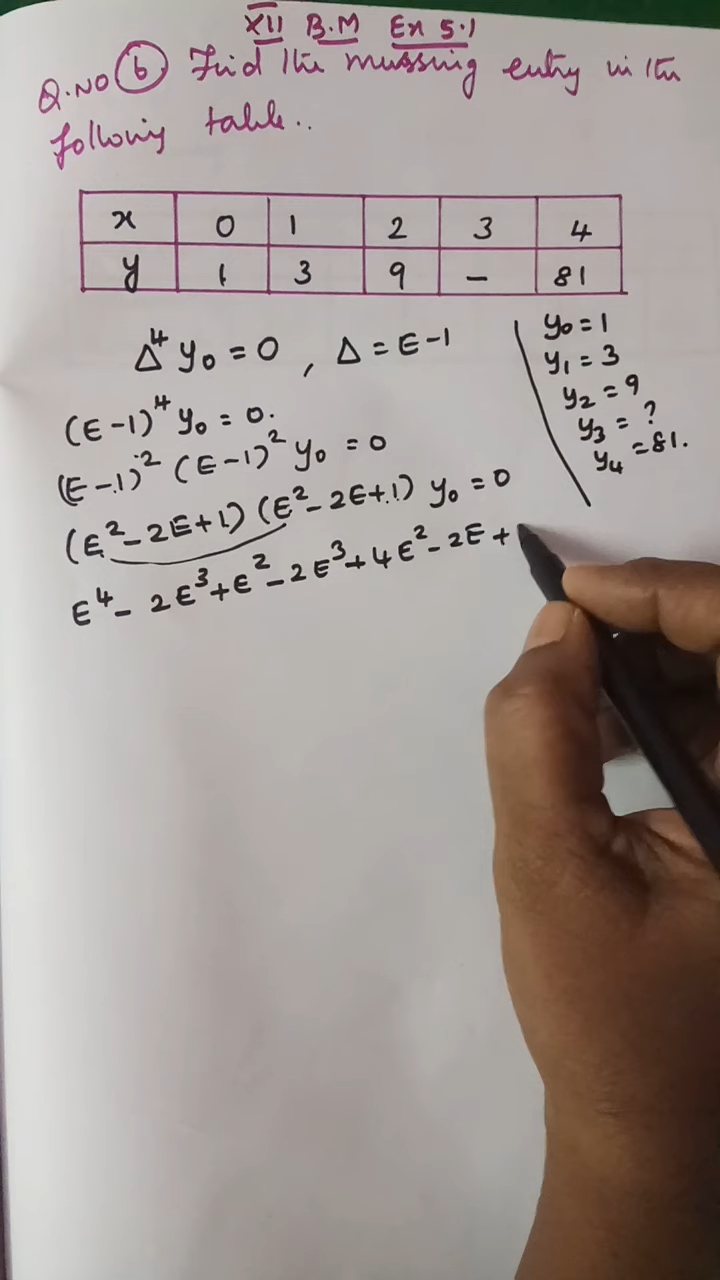 XII B.M Ex 5.1
Q.NO 6 Find the missing entry in the
following table..
x 0 1 2 3 4
y 1 3 9 — 81
Δ⁴ y₀ = 0 , Δ = E - 1
y₀ = 1
y₁ = 3
y₂ = 9
y₃ = ?
y₄ = 81.
(E - 1)⁴ y₀ = 0.
(E - 1)² (E - 1)² y₀ = 0
(E² - 2E + 1) (E² - 2E + 1) y₀ = 0
E⁴ - 2E³ + E² - 2E³ + 4E² - 2E +